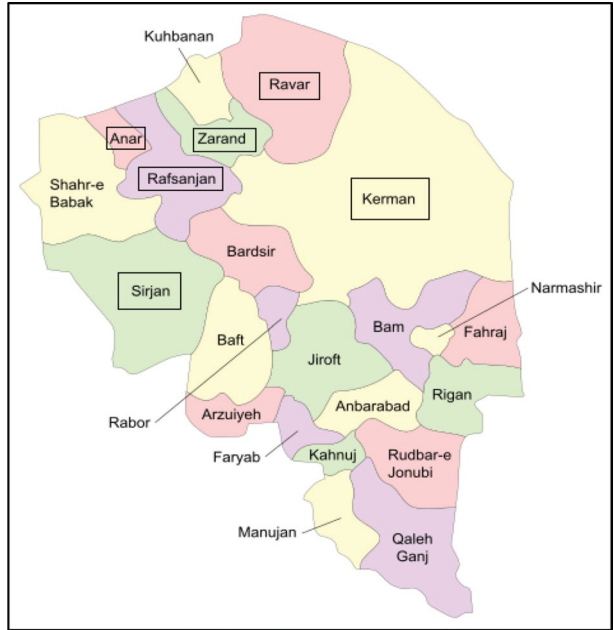 Kuhbanan
Ravar
Anar
Zarand
Rafsanjan
Shahr-e
Babak
Kerman
Bardsir
Sirjan
Narmashir
Bam
Fahraj
Baft
Jiroft
Rigan
Rabor
Arzuiyeh
Anbarabad
Faryab
Kahnuj
Rudbar-e
Jonubi
Manujan
Qaleh
Ganj